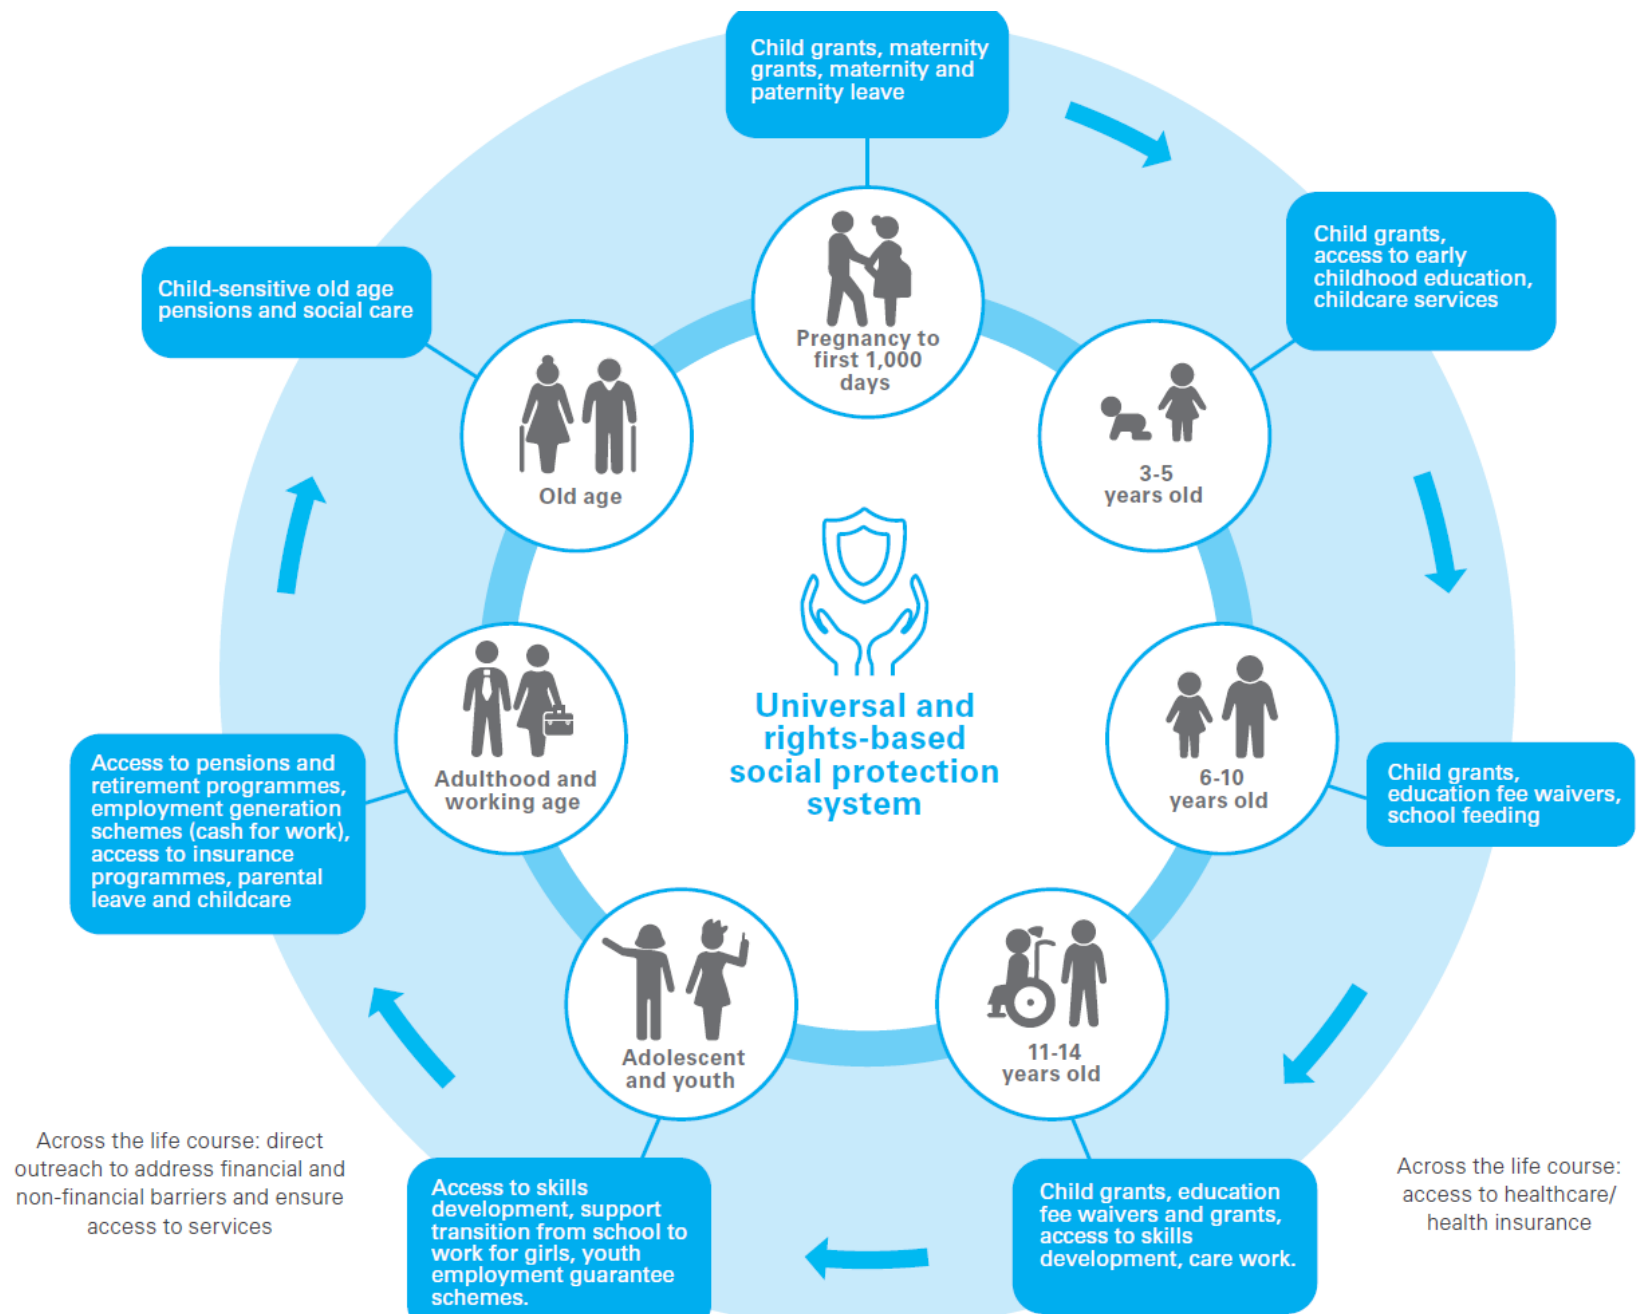 Child grants, maternity
grants, maternity and
paternity leave
Pregnancy to
first 1,000
days
Child grants,
access to early
childhood education,
childcare services
3-5
years old
Child grants,
education fee waivers,
school feeding
6-10
years old
Child grants, education
fee waivers and grants,
access to skills
development, care work.
11-14
years old
Access to skills
development, support
transition from school to
work for girls, youth
employment guarantee
schemes.
Adolescent
and youth
Access to pensions and
retirement programmes,
employment generation
schemes (cash for work),
access to insurance
programmes, parental
leave and childcare
Adulthood and
working age
Child-sensitive old age
pensions and social care
Old age
Universal and
rights-based
social protection
system
Across the life course: direct
outreach to address financial and
non-financial barriers and ensure
access to services
Across the life course:
access to healthcare/
health insurance